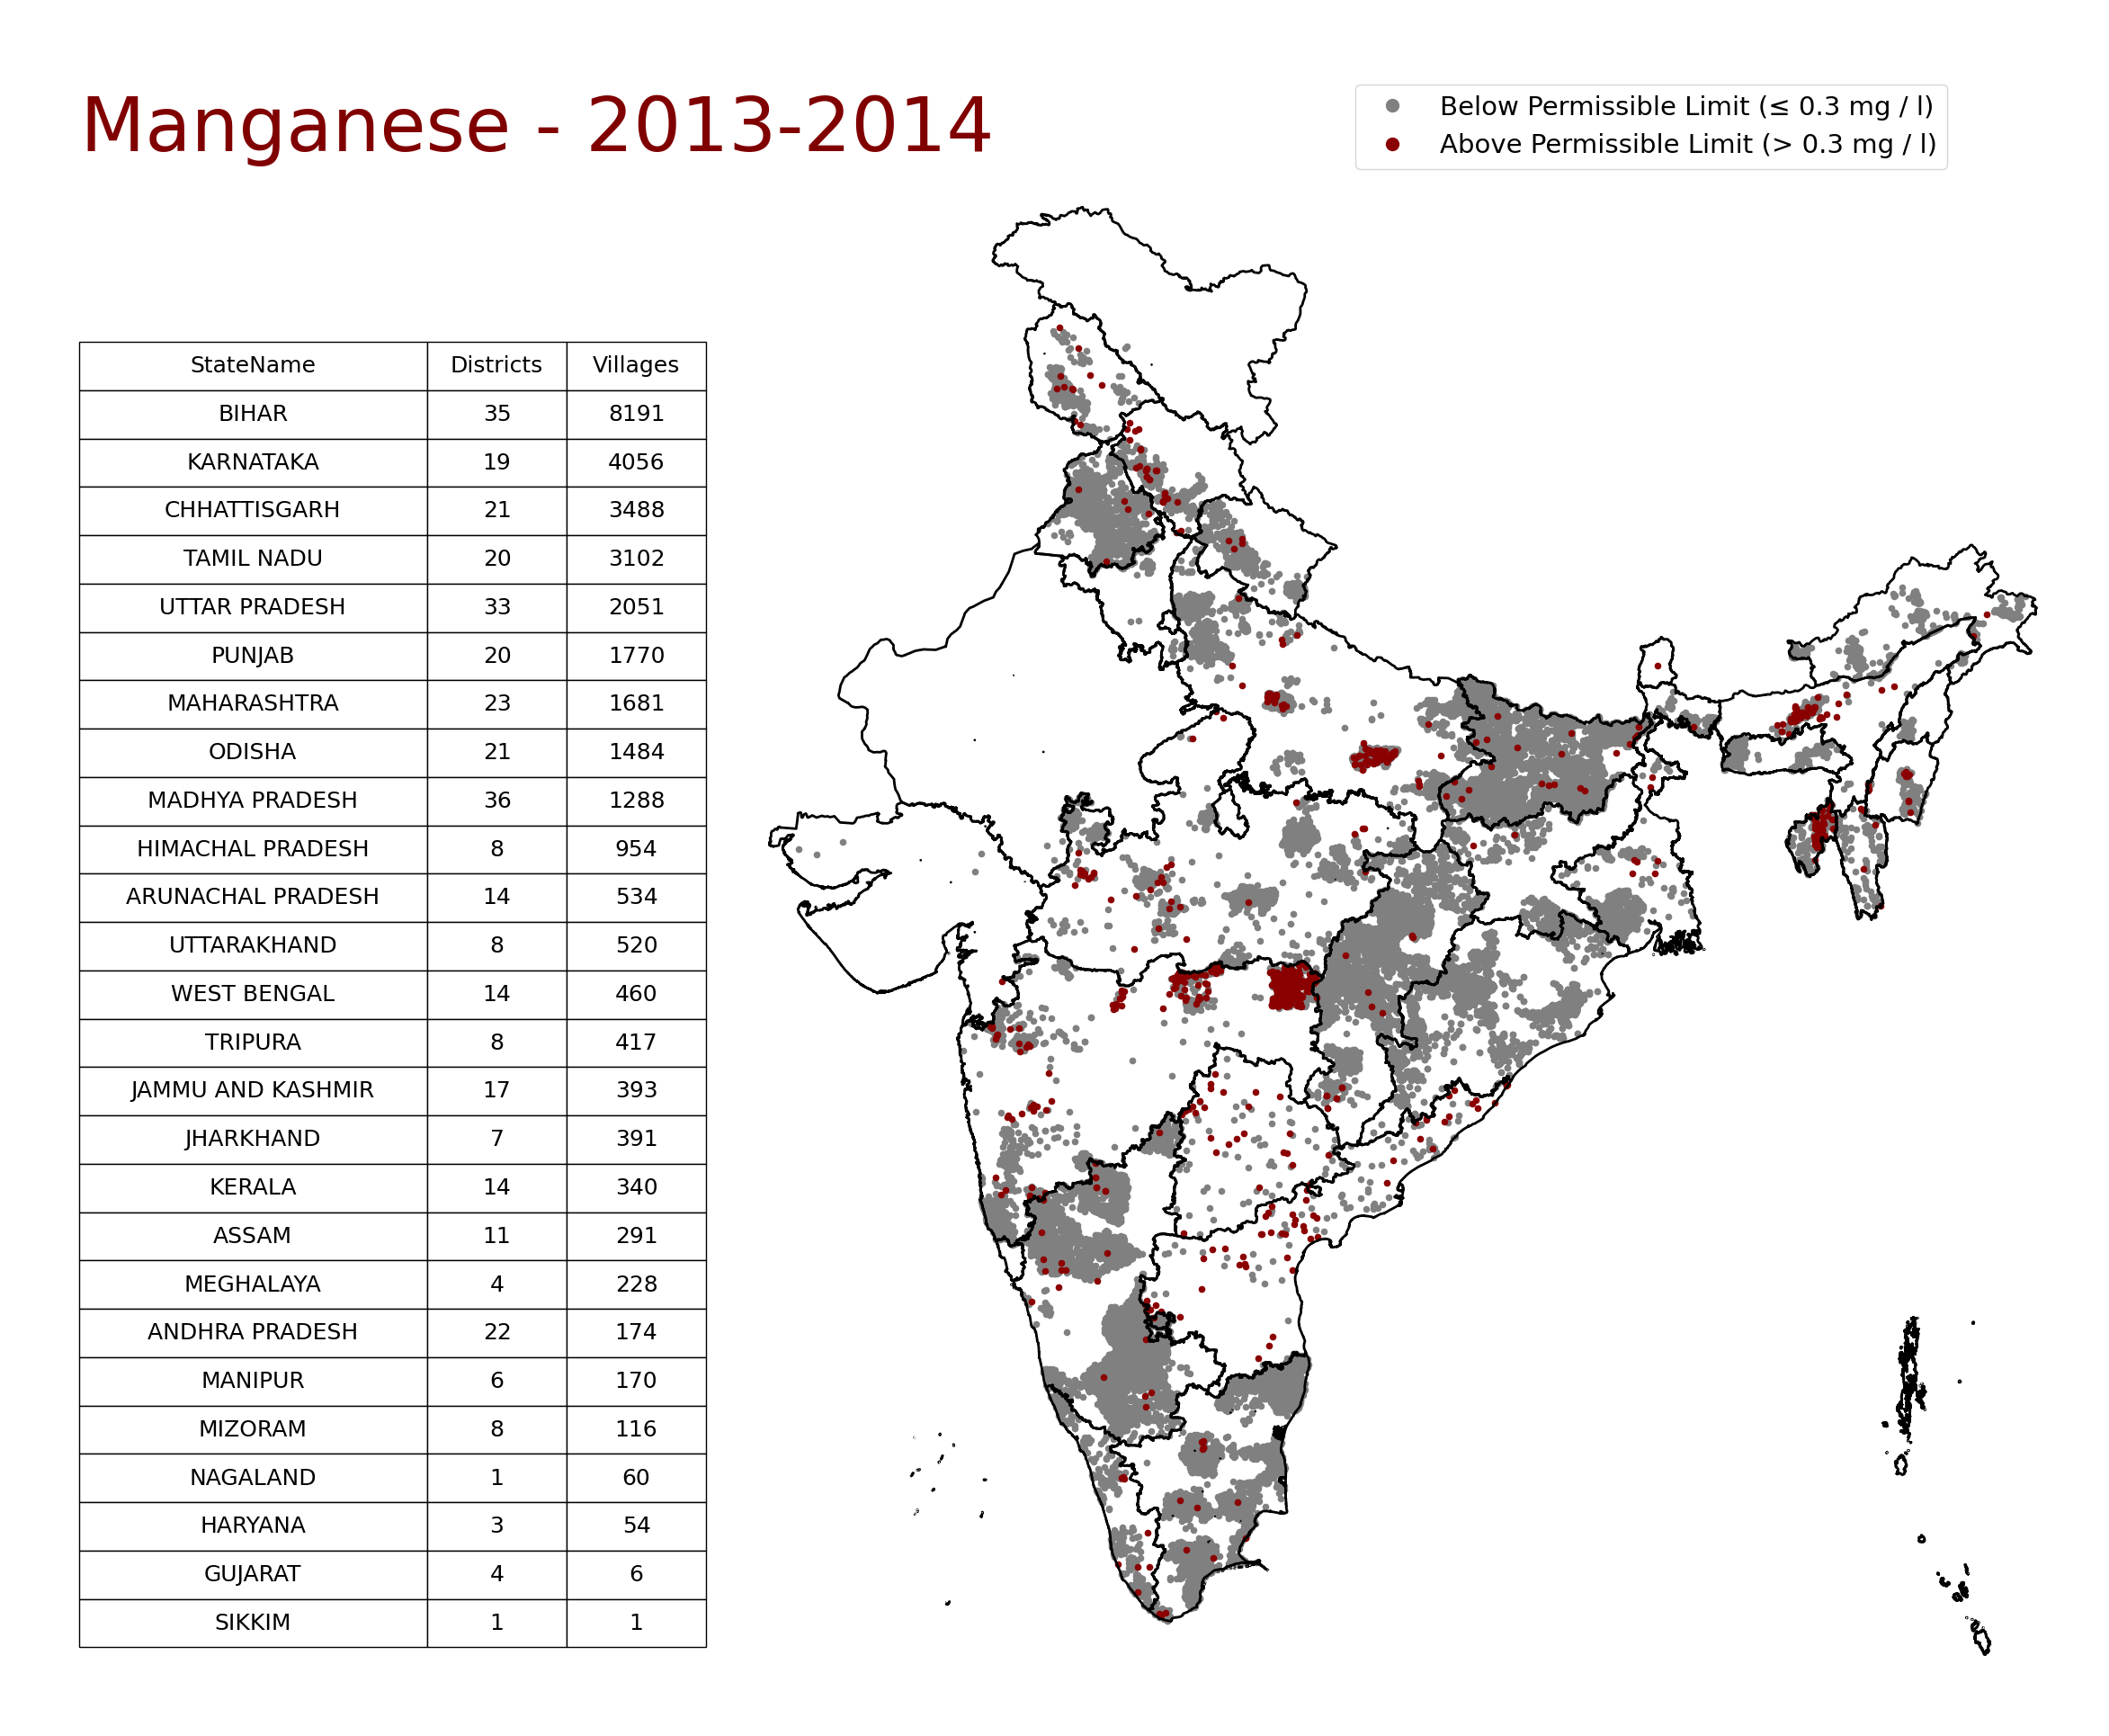 Manganese - 2013-2014
Below Permissible Limit (≤ 0.3 mg / l)
Above Permissible Limit (> 0.3 mg / l)
StateName Districts Villages
BIHAR 35 8191
KARNATAKA 19 4056
CHHATTISGARH 21 3488
TAMIL NADU 20 3102
UTTAR PRADESH 33 2051
PUNJAB 20 1770
MAHARASHTRA 23 1681
ODISHA 21 1484
MADHYA PRADESH 36 1288
HIMACHAL PRADESH 8 954
ARUNACHAL PRADESH 14 534
UTTARAKHAND 8 520
WEST BENGAL 14 460
TRIPURA 8 417
JAMMU AND KASHMIR 17 393
JHARKHAND 7 391
KERALA 14 340
ASSAM 11 291
MEGHALAYA 4 228
ANDHRA PRADESH 22 174
MANIPUR 6 170
MIZORAM 8 116
NAGALAND 1 60
HARYANA 3 54
GUJARAT 4 6
SIKKIM 1 1